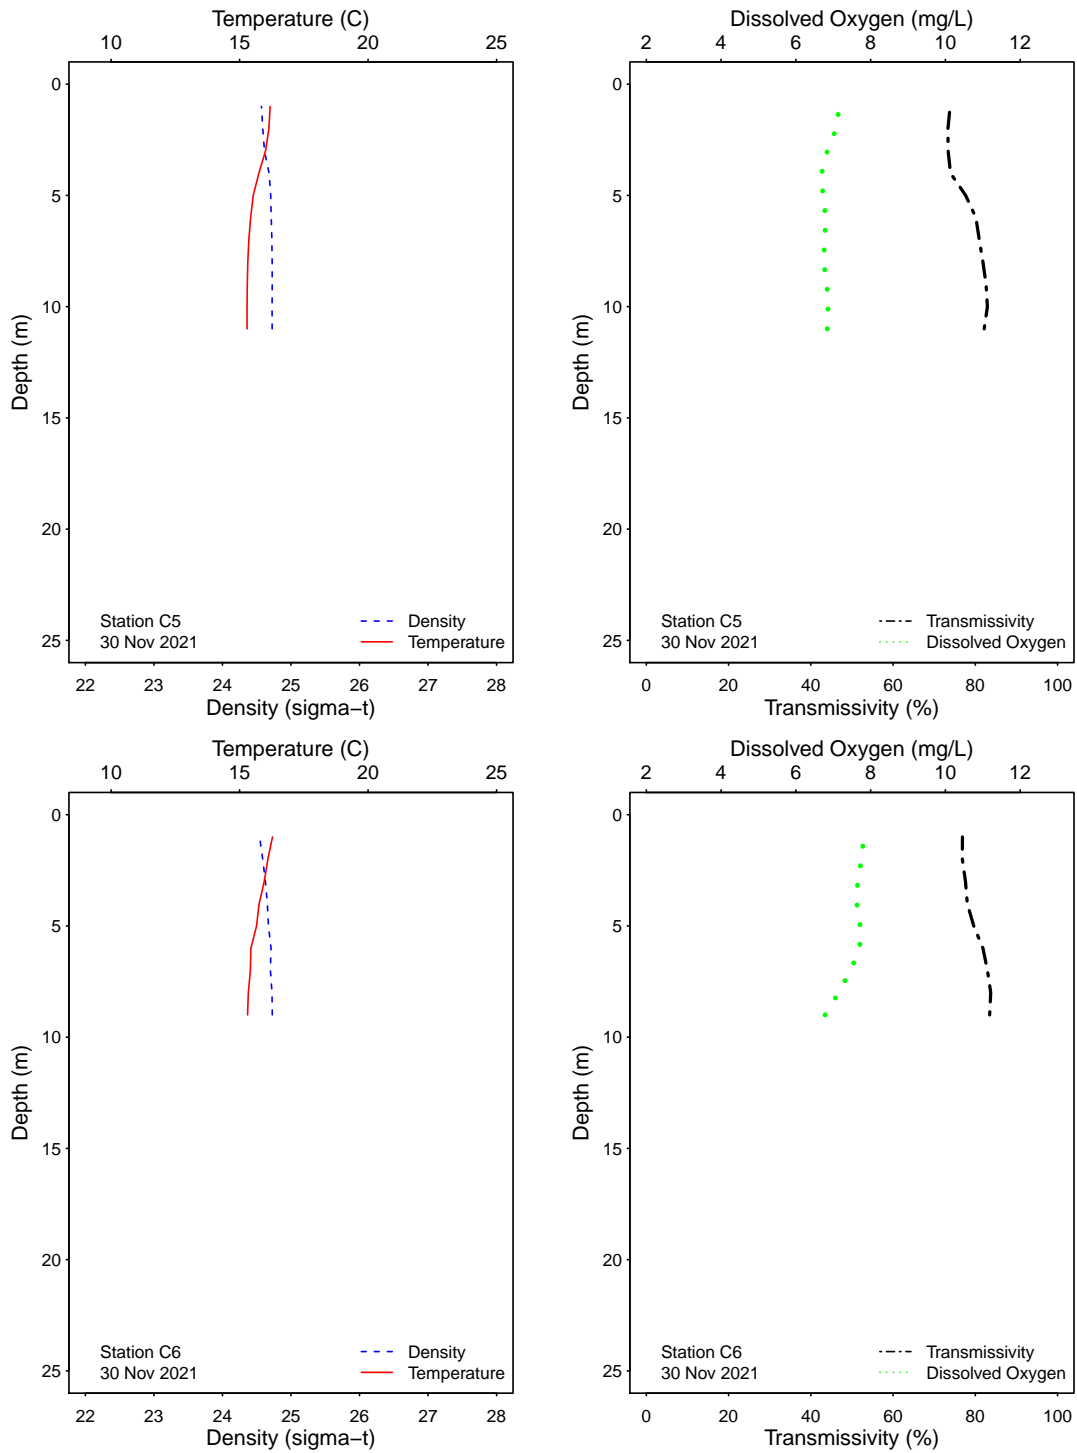 Temperature (C)
10 15 20 25
0
5
10
15
20
25
Depth (m)
Station C5
30 Nov 2021
Density
Temperature
22 23 24 25 26 27 28
Density (sigma−t)
Dissolved Oxygen (mg/L)
2 4 6 8 10 12
0
5
10
15
20
25
Depth (m)
Station C5
30 Nov 2021
Transmissivity
Dissolved Oxygen
0 20 40 60 80 100
Transmissivity (%)
Temperature (C)
10 15 20 25
0
5
10
15
20
25
Depth (m)
Station C6
30 Nov 2021
Density
Temperature
22 23 24 25 26 27 28
Density (sigma−t)
Dissolved Oxygen (mg/L)
2 4 6 8 10 12
0
5
10
15
20
25
Depth (m)
Station C6
30 Nov 2021
Transmissivity
Dissolved Oxygen
0 20 40 60 80 100
Transmissivity (%)